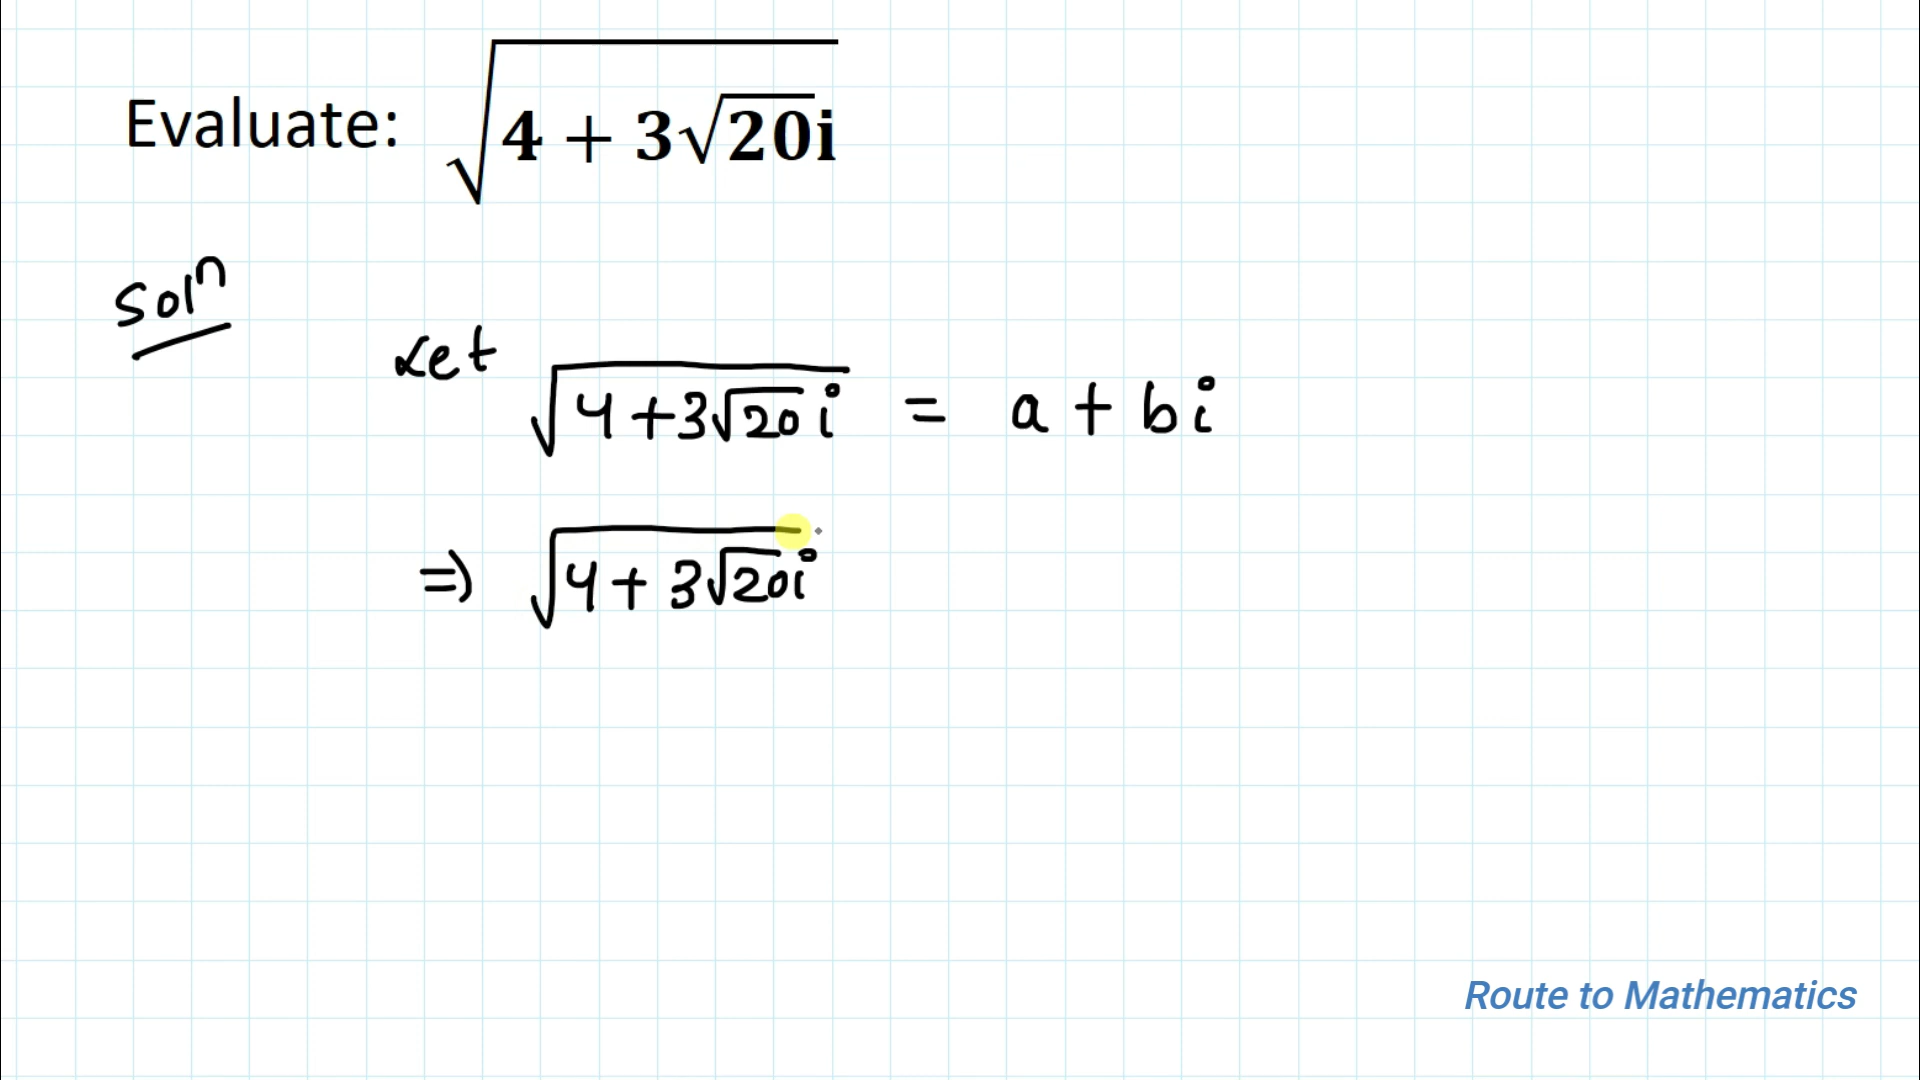 Evaluate: √(4 + 3√20i)
Solⁿ
Let
√(4+3√20 i) = a + bi
⇒ √(4+ 3√20i)
Route to Mathematics